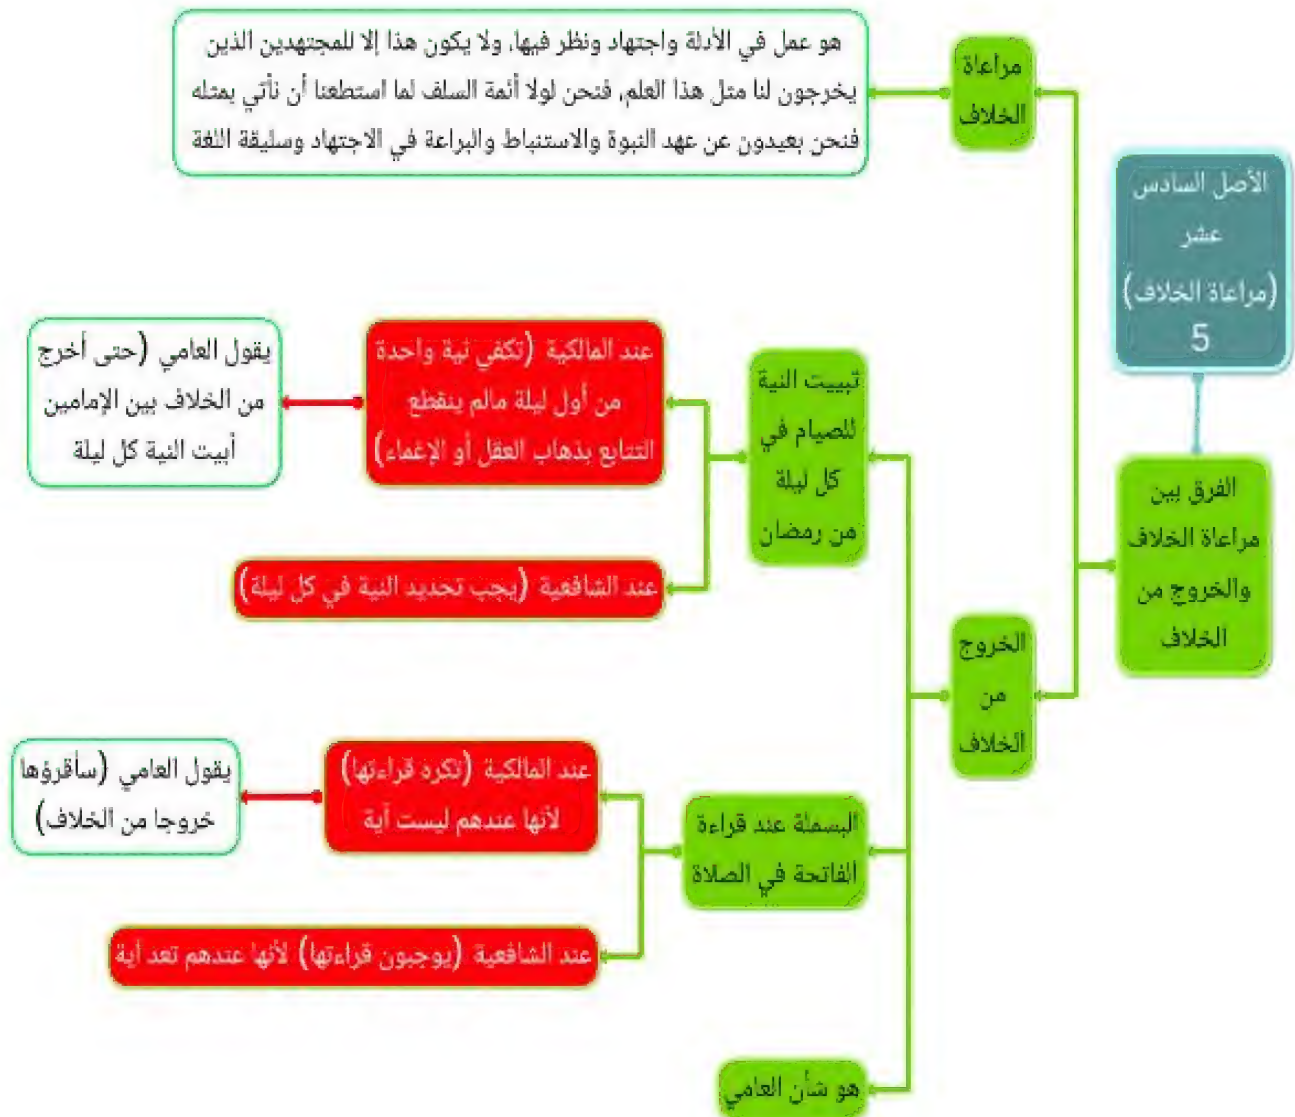 الأصل السادس
عشر
(مراعاة الخلاف)
5
الفرق بين
مراعاة الخلاف
والخروج من
الخلاف
مراعاة
الخلاف
هو عمل في الأدلة واجتهاد ونظر فيها، ولا يكون هذا إلا للمجتهدين الذين
يخرجون لنا مثل هذا العلم، فنحن لولا أئمة السلف لما استطعنا أن نأتي بمثله
فنحن بعيدون عن عهد النبوة والاستنباط والبراعة في الاجتهاد وسليقة اللغة
الخروج
من
الخلاف
تبييت النية
للصيام في
كل ليلة
من رمضان
عند المالكية (تكفي نية واحدة
من أول ليلة مالم ينقطع
التتابع بذهاب العقل أو الإغماء)
يقول العامي (حتى أخرج
من الخلاف بين الإمامين
أبيت النية كل ليلة
عند الشافعية (يجب تجديد النية في كل ليلة)
البسملة عند قراءة
الفاتحة في الصلاة
عند المالكية (تكره قراءتها)
لأنها عندهم ليست آية
يقول العامي (سأقرؤها
خروجا من الخلاف)
عند الشافعية (يوجبون قراءتها) لأنها عندهم تعد آية
هو شأن العامي